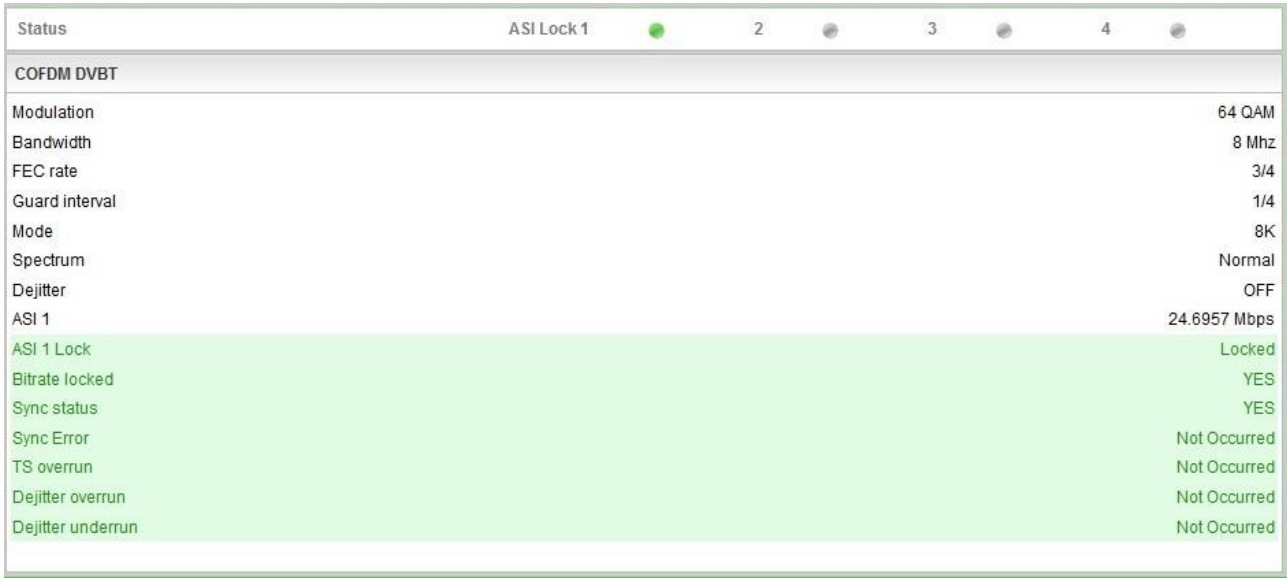 Status ASI Lock 1 2 3 4
COFDM DVBT
Modulation 64 QAM
Bandwidth 8 Mhz
FEC rate 3/4
Guard interval 1/4
Mode 8K
Spectrum Normal
Dejitter OFF
ASI 1 24.6957 Mbps
ASI 1 Lock Locked
Bitrate locked YES
Sync status YES
Sync Error Not Occurred
TS overrun Not Occurred
Dejitter overrun Not Occurred
Dejitter underrun Not Occurred